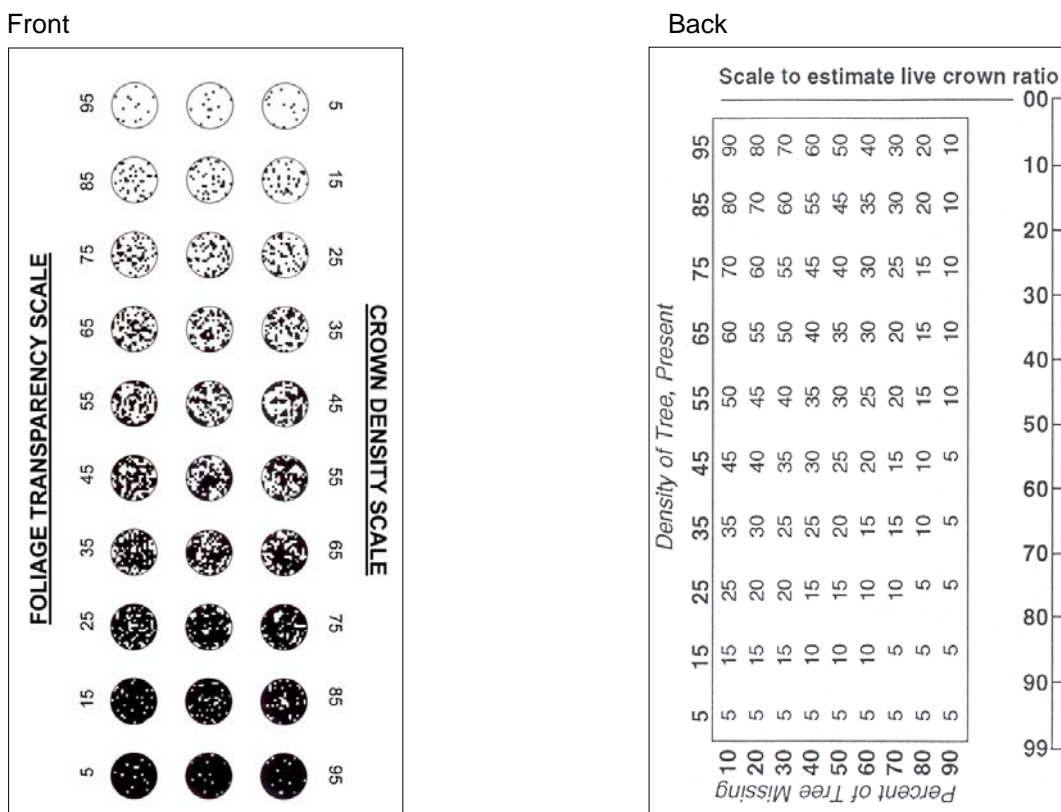 Front
Back
FOLIAGE TRANSPARENCY SCALE
95 85 75 65 55 45 35 25 15 5
5 15 25 35 45 55 65 75 85 95
CROWN DENSITY SCALE
Scale to estimate live crown ratio
Density of Tree, Present
95 90 80 70 60 50 40 30 20 10
85 80 70 60 55 45 35 30 20 10
75 70 60 55 45 40 30 25 15 10
65 60 55 50 40 35 30 20 15 10
55 50 45 40 35 30 25 20 15 10
45 45 40 35 30 25 20 15 10 5
35 35 30 25 25 20 15 15 10 5
25 25 20 20 15 15 10 10 5 5
15 15 15 15 10 10 10 5 5 5
5 5 5 5 5 5 5 5 5 5
10 20 30 40 50 60 70 80 90
Percent of Tree Missing
00
10
20
30
40
50
60
70
80
90
99